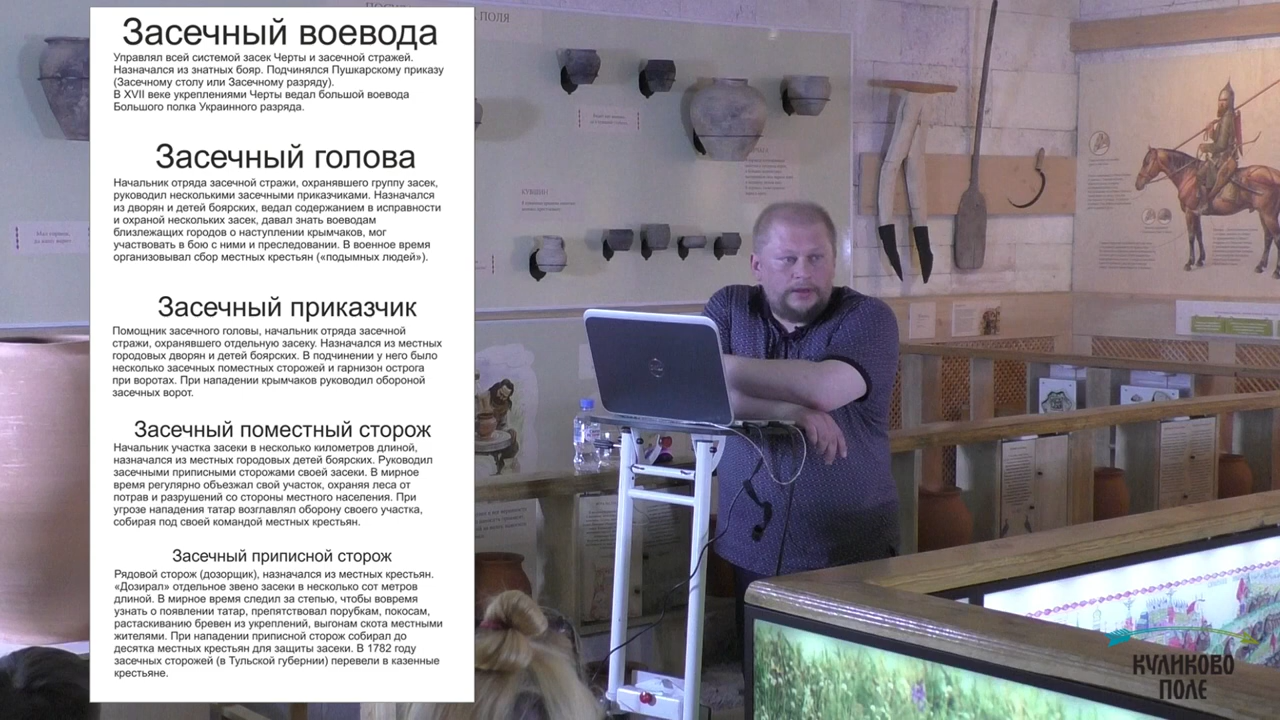 Засечный воевода
Управлял всей системой засек Черты и засечной стражей.
Назначался из знатных бояр. Подчинялся Пушкарскому приказу
(Засечному столу или Засечному разряду).
В XVII веке укреплениями Черты ведал большой воевода
Большого полка Украинного разряда.
Засечный голова
Начальник отряда засечной стражи, охранявшего группу засек,
руководил несколькими засечными приказчиками. Назначался
из дворян и детей боярских, ведал содержанием в исправности
и охраной нескольких засек, давал знать воеводам
близлежащих городов о наступлении крымчаков, мог
участвовать в бою с ними и преследовании. В военное время
организовывал сбор местных крестьян («подымных людей»).
Засечный приказчик
Помощник засечного головы, начальник отряда засечной
стражи, охранявшего отдельную засеку. Назначался из местных
городовых дворян и детей боярских. В подчинении у него было
несколько засечных поместных сторожей и гарнизон острога
при воротах. При нападении крымчаков руководил обороной
засечных ворот.
Засечный поместный сторож
Начальник участка засеки в несколько километров длиной,
назначался из местных городовых детей боярских. Руководил
засечными приписными сторожами своей засеки. В мирное
время регулярно объезжал свой участок, охраняя леса от
потрав и разрушений со стороны местного населения. При
угрозе нападения татар возглавлял оборону своего участка,
собирая под своей командой местных крестьян.
Засечный приписной сторож
Рядовой сторож (дозорщик), назначался из местных крестьян.
«Дозирал» отдельное звено засеки в несколько сот метров
длиной. В мирное время следил за степью, чтобы вовремя
узнать о появлении татар, препятствовал порубкам, покосам,
растаскиванию бревен из укреплений, выгонам скота местными
жителями. При нападении приписной сторож собирал до
десятка местных крестьян для защиты засеки. В 1782 году
засечных сторожей (в Тульской губернии) перевели в казенные
крестьяне.
ПОЛЯ
КУВШИН
КУЛИКОВО
ПОЛЕ